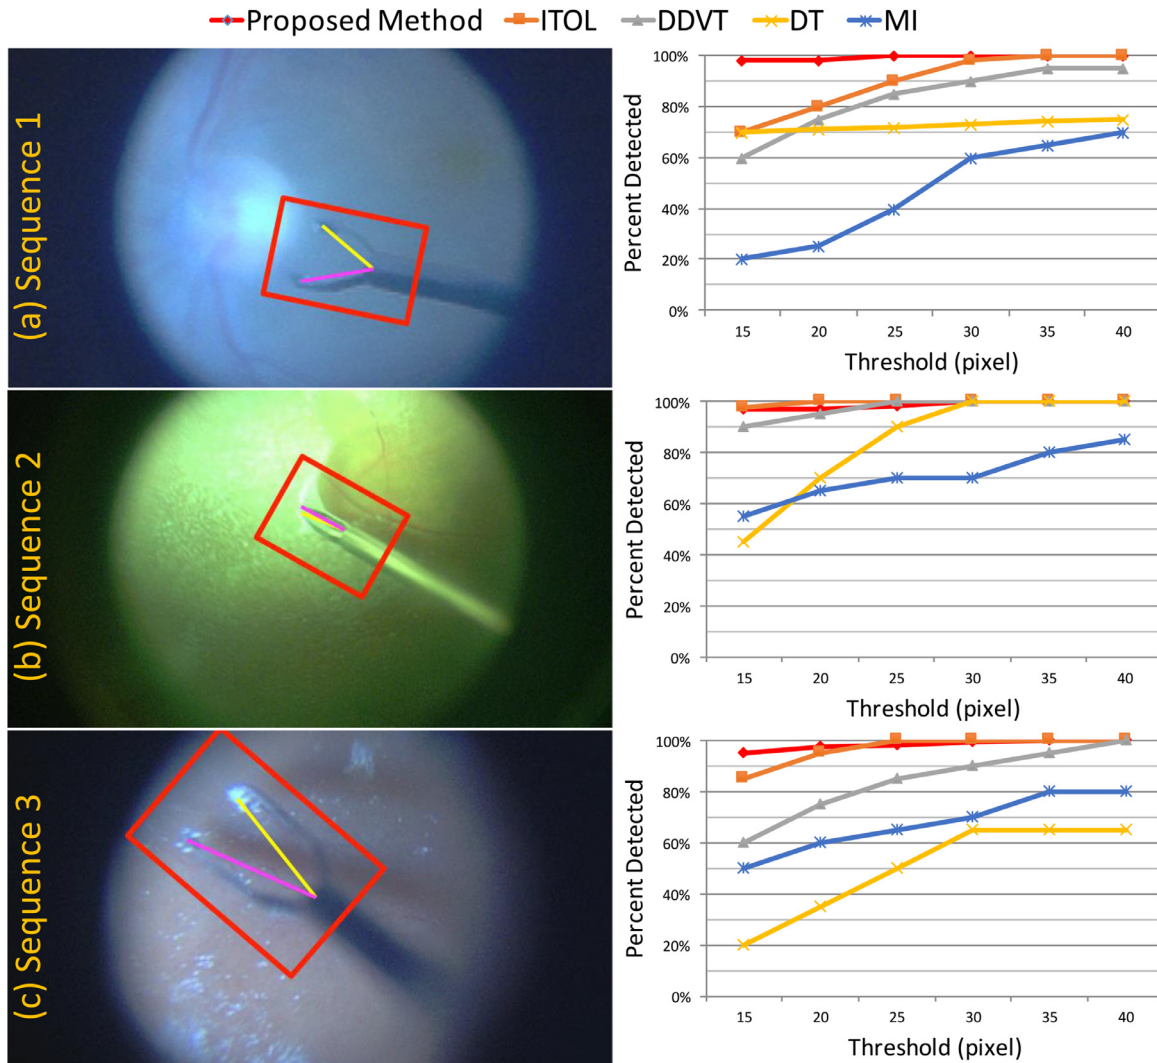 Proposed Method ITOL DDVT DT MI
(a) Sequence 1
Percent Detected
100%
80%
60%
40%
20%
0%
15 20 25 30 35 40
Threshold (pixel)
(b) Sequence 2
Percent Detected
100%
80%
60%
40%
20%
0%
15 20 25 30 35 40
Threshold (pixel)
(c) Sequence 3
Percent Detected
100%
80%
60%
40%
20%
0%
15 20 25 30 35 40
Threshold (pixel)